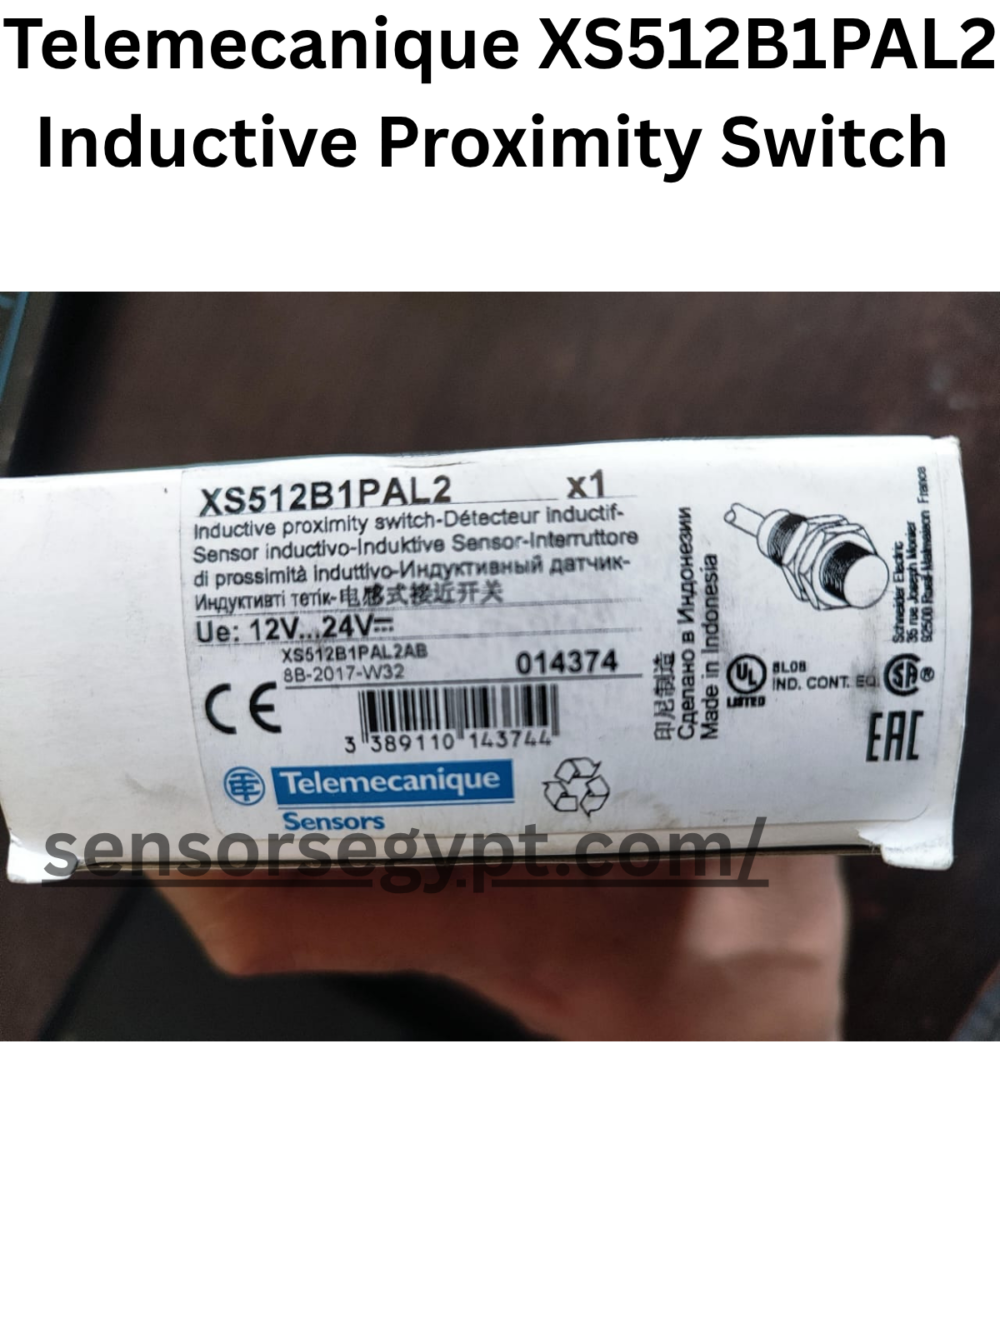 Telemecanique XS512B1PAL2
Inductive Proximity Switch
XS512B1PAL2 x1
Inductive proximity switch-Détecteur inductif-
Sensor inductivo-Induktive Sensor-Interruttore
di prossimità induttivo-Индуктивный датчик-
Индуктивті тетік-电感式接近开关
Ue: 12V...24V⎓
XS512B1PAL2AB
8B-2017-W32
014374
CE
3 389110 143744
Telemecanique
Sensors
印尼制造
Сделано в Индонезии
Made in Indonesia
UL
LISTED
8L08
IND. CONT. EQ.
Schneider Electric
35 rue Joseph Monier
92500 Rueil-Malmaison France
®
EAC
sensorsegypt.com/